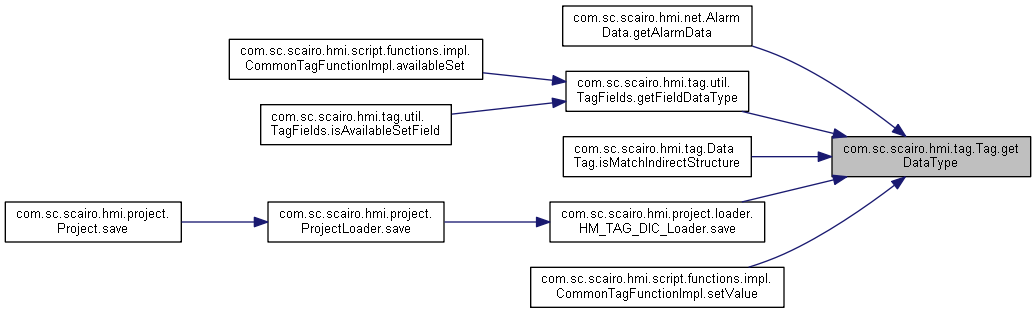 com.sc.scairo.hmi.net.Alarm
Data.getAlarmData
com.sc.scairo.hmi.script.functions.impl.
CommonTagFunctionImpl.availableSet
com.sc.scairo.hmi.tag.util.
TagFields.getFieldDataType
com.sc.scairo.hmi.tag.util.
TagFields.isAvailableSetField
com.sc.scairo.hmi.tag.Data
Tag.isMatchIndirectStructure
com.sc.scairo.hmi.tag.Tag.get
DataType
com.sc.scairo.hmi.project.
Project.save
com.sc.scairo.hmi.project.
ProjectLoader.save
com.sc.scairo.hmi.project.loader.
HM_TAG_DIC_Loader.save
com.sc.scairo.hmi.script.functions.impl.
CommonTagFunctionImpl.setValue